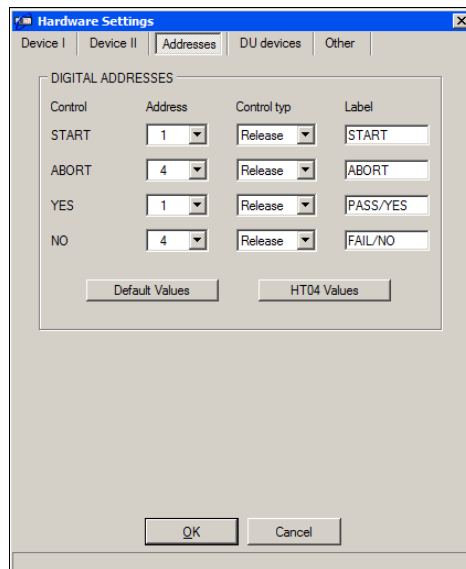 Hardware Settings
Device I Device II Addresses DU devices Other
DIGITAL ADDRESSES
Control Address Control typ Label
START 1 Release START
ABORT 4 Release ABORT
YES 1 Release PASS/YES
NO 4 Release FAIL/NO
Default Values HT04 Values
OK Cancel